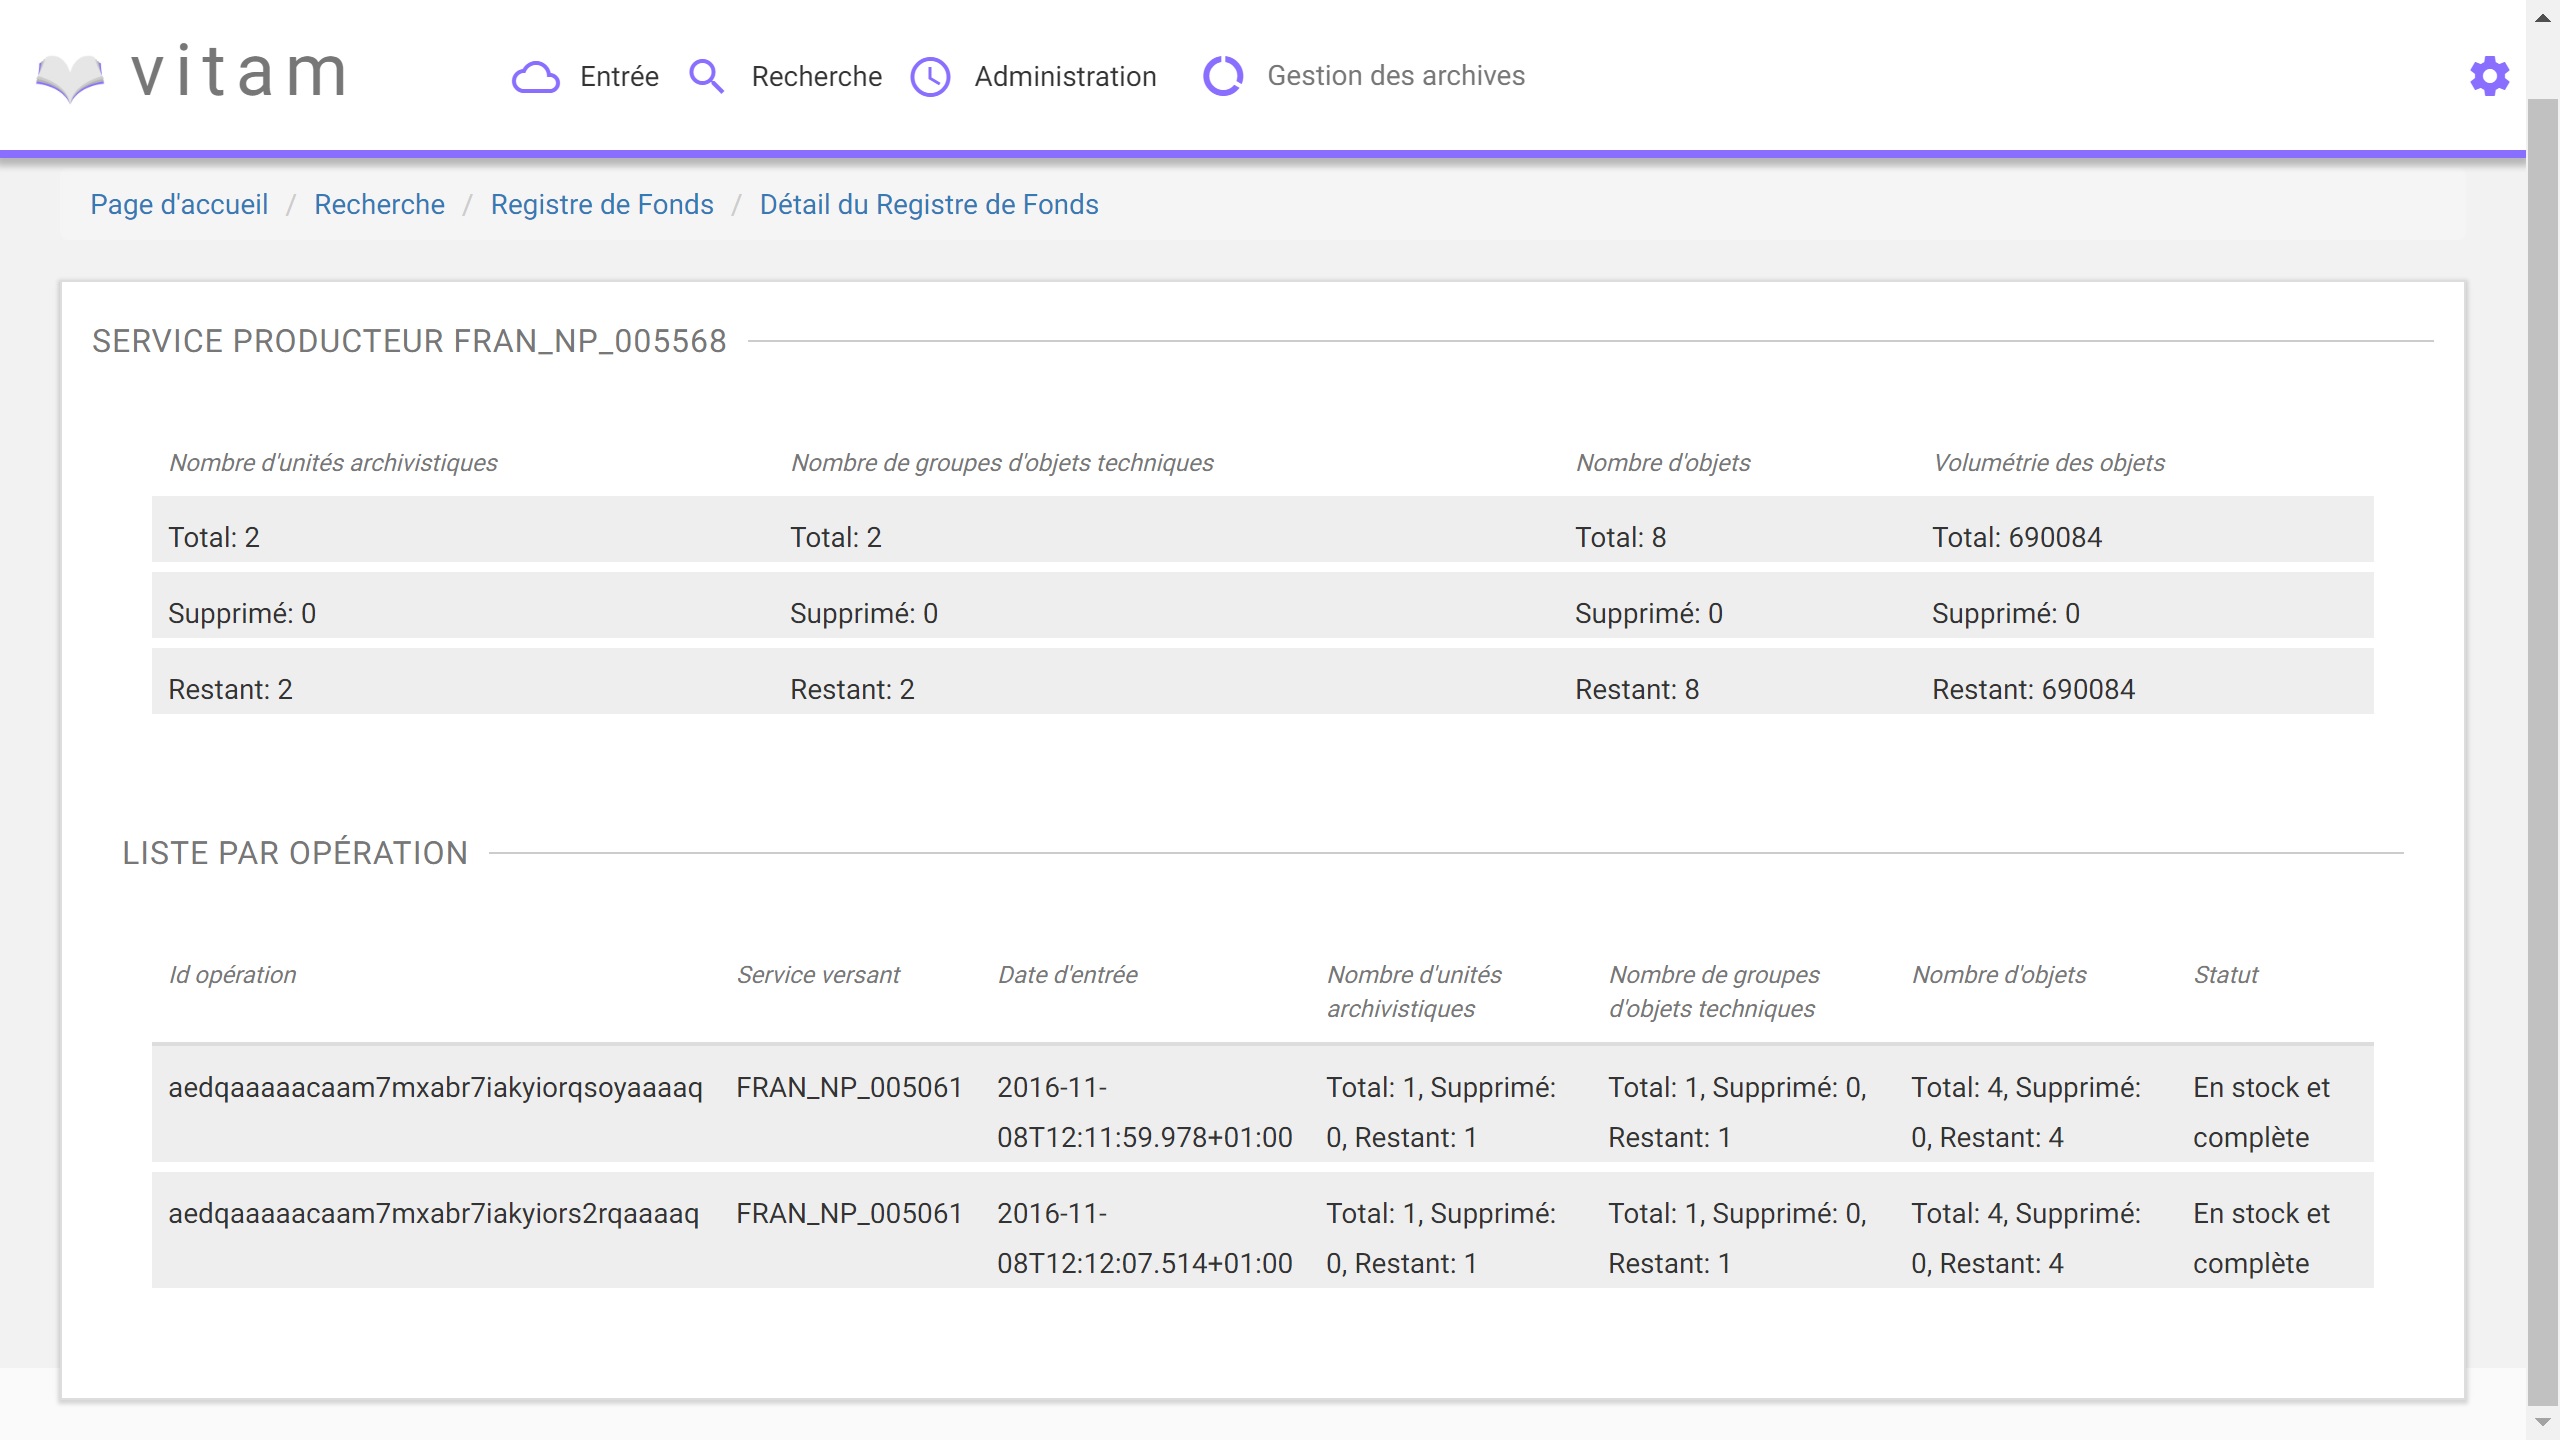 vitam Entrée Recherche Administration Gestion des archives
Page d'accueil / Recherche / Registre de Fonds / Détail du Registre de Fonds
SERVICE PRODUCTEUR FRAN_NP_005568
Nombre d'unités archivistiques Nombre de groupes d'objets techniques Nombre d'objets Volumétrie des objets
Total: 2 Total: 2 Total: 8 Total: 690084
Supprimé: 0 Supprimé: 0 Supprimé: 0 Supprimé: 0
Restant: 2 Restant: 2 Restant: 8 Restant: 690084
LISTE PAR OPÉRATION
Id opération Service versant Date d'entrée Nombre d'unités Nombre de groupes Nombre d'objets Statut
archivistiques d'objets techniques
aedqaaaaacaam7mxabr7iakyiorqsoyaaaaq FRAN_NP_005061 2016-11- Total: 1, Supprimé: Total: 1, Supprimé: 0, Total: 4, Supprimé: En stock et
08T12:11:59.978+01:00 0, Restant: 1 Restant: 1 0, Restant: 4 complète
aedqaaaaacaam7mxabr7iakyiors2rqaaaaq FRAN_NP_005061 2016-11- Total: 1, Supprimé: Total: 1, Supprimé: 0, Total: 4, Supprimé: En stock et
08T12:12:07.514+01:00 0, Restant: 1 Restant: 1 0, Restant: 4 complète